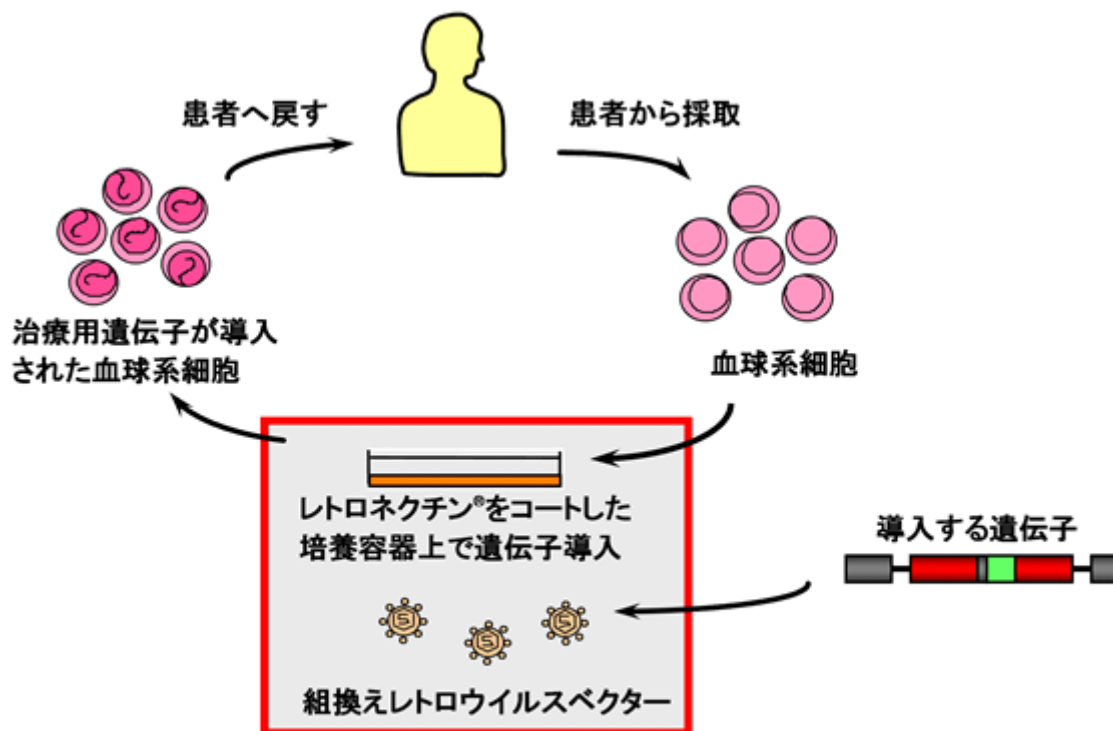 患者へ戻す
患者から採取
治療用遺伝子が導入
された血球系細胞
血球系細胞
レトロネクチン®をコートした
培養容器上で遺伝子導入
導入する遺伝子
組換えレトロウイルスベクター